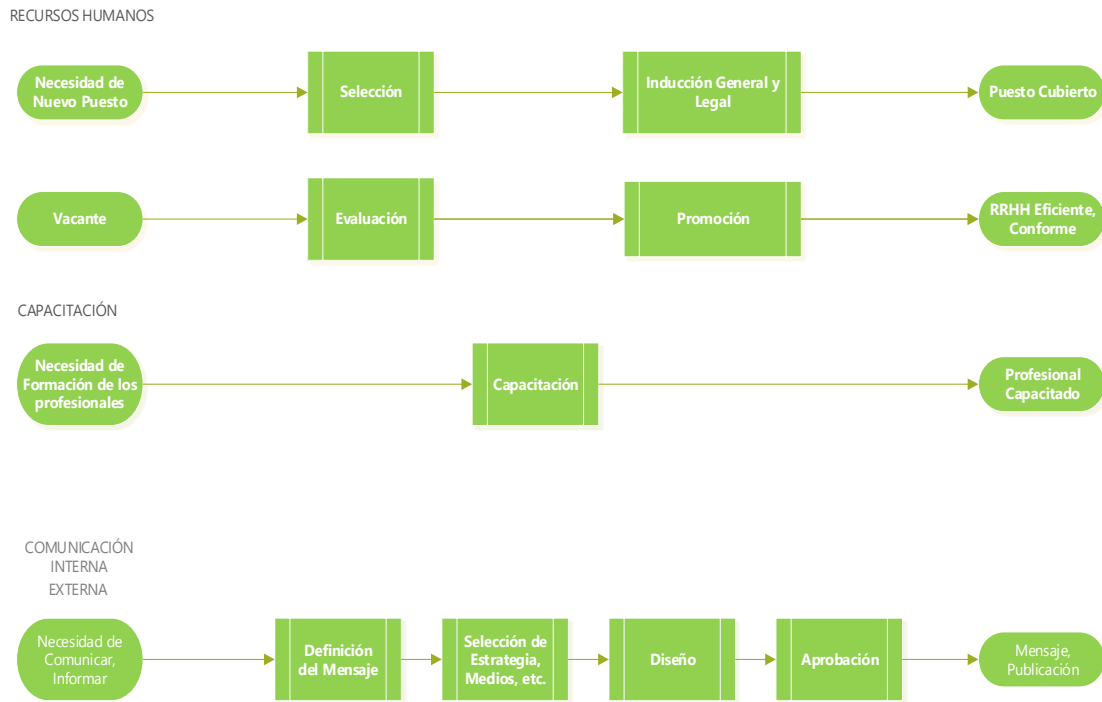 RECURSOS HUMANOS
Necesidad de
Nuevo Puesto
Selección
Inducción General y
Legal
Puesto Cubierto
Vacante
Evaluación
Promoción
RRHH Eficiente,
Conforme
CAPACITACIÓN
Necesidad de
Formación de los
profesionales
Capacitación
Profesional
Capacitado
COMUNICACIÓN
INTERNA
EXTERNA
Necesidad de
Comunicar,
Informar
Definición
del Mensaje
Selección de
Estrategia,
Medios, etc.
Diseño
Aprobación
Mensaje,
Publicación